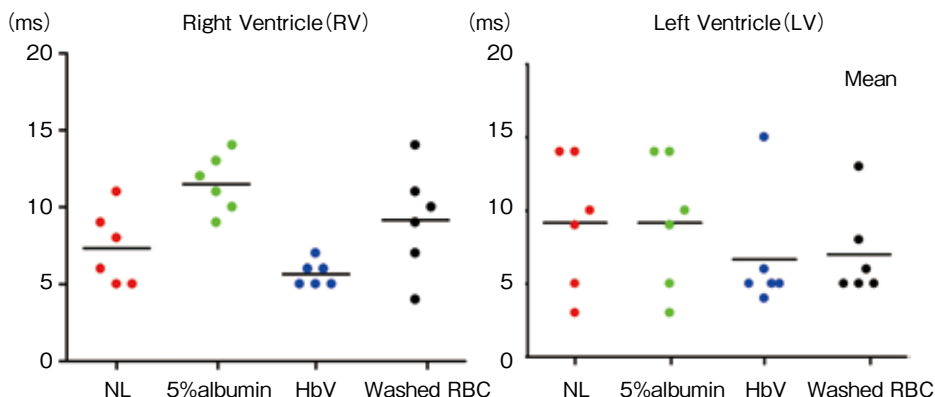 (ms) Right Ventricle(RV)
20
15
10
5
0
NL 5%albumin HbV Washed RBC
(ms) Left Ventricle(LV)
20
Mean
15
10
5
0
NL 5%albumin HbV Washed RBC